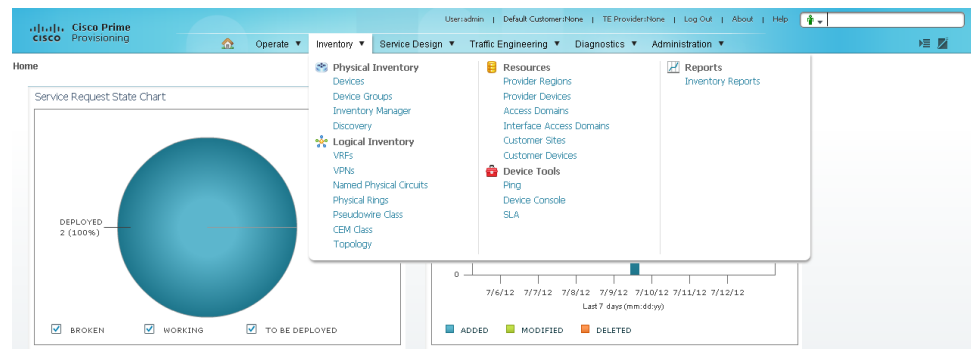 User:admin | Default Customer:None | TE Provider:None | Log Out | About | Help
Cisco Prime
CISCO Provisioning
Operate ▼ Inventory ▼ Service Design ▼ Traffic Engineering ▼ Diagnostics ▼ Administration ▼
Home
Physical Inventory
Devices
Device Groups
Inventory Manager
Discovery
Logical Inventory
VRFs
VPNs
Named Physical Circuits
Physical Rings
Pseudowire Class
CEM Class
Topology
Resources
Provider Regions
Provider Devices
Access Domains
Interface Access Domains
Customer Sites
Customer Devices
Device Tools
Ping
Device Console
SLA
Reports
Inventory Reports
Service Request State Chart
DEPLOYED
2 (100%)
BROKEN WORKING TO BE DEPLOYED
0
7/6/12 7/7/12 7/8/12 7/9/12 7/10/12 7/11/12 7/12/12
Last 7 days (mm:dd:yy)
ADDED MODIFIED DELETED